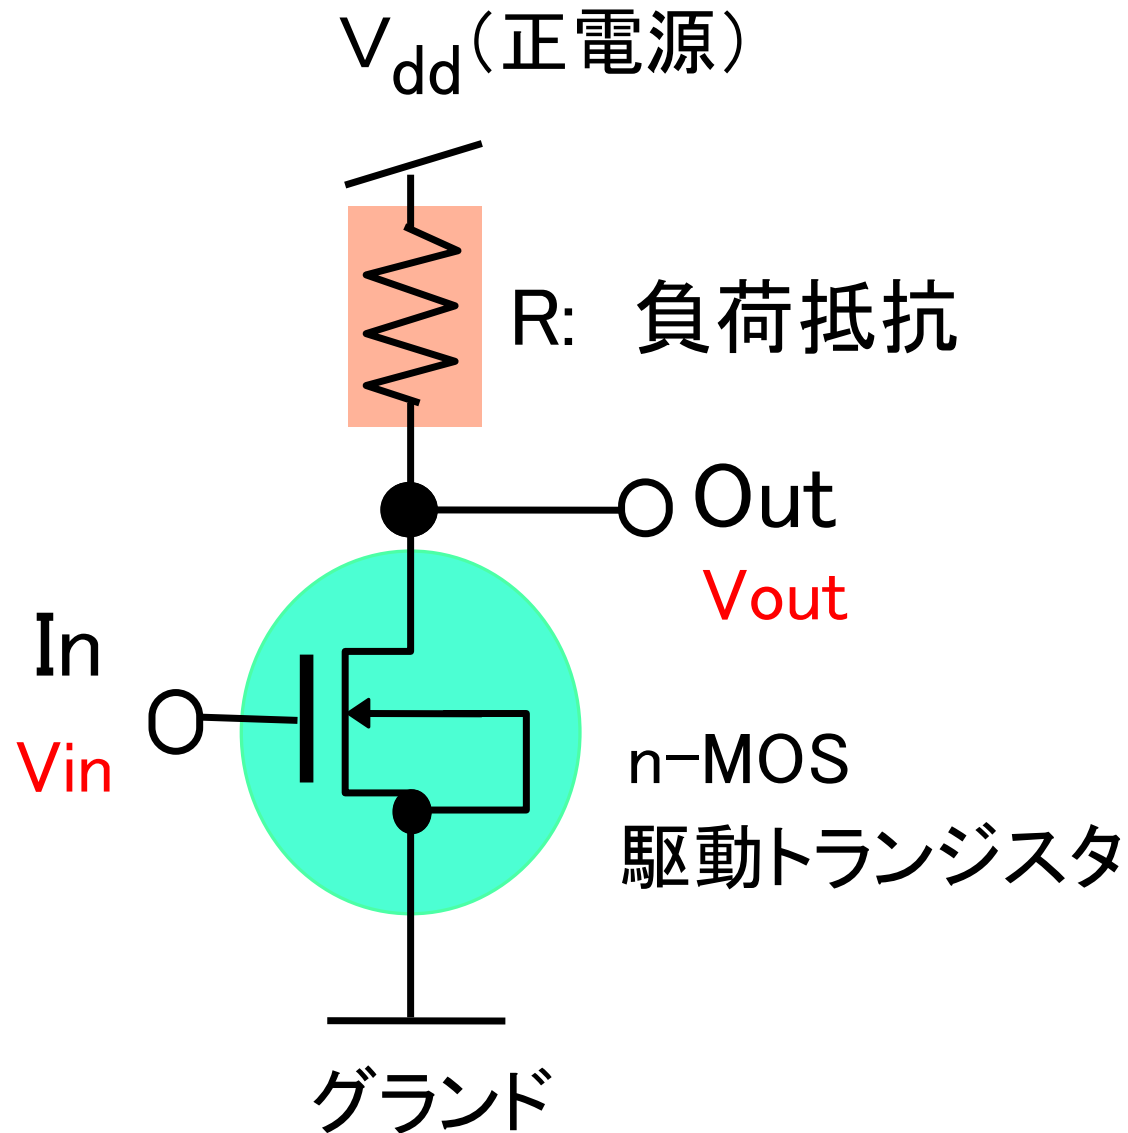 Vdd(正電源)
R: 負荷抵抗
Out
Vout
In
Vin
n-MOS
駆動トランジスタ
グランド